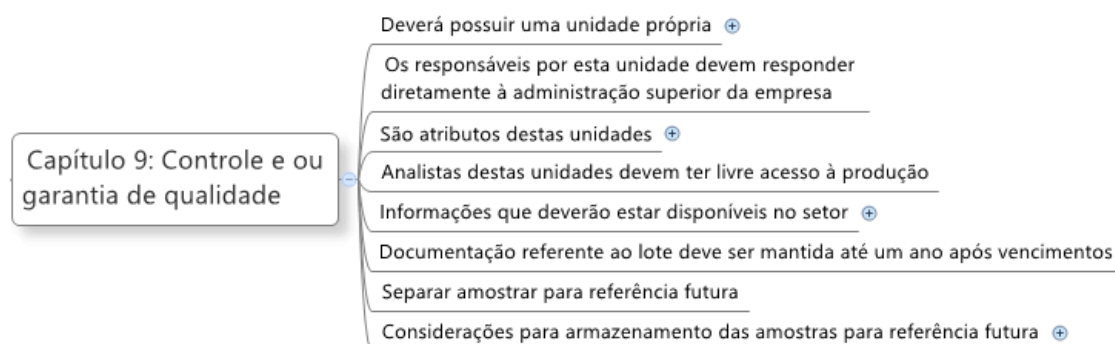 Capítulo 9: Controle e ou
garantia de qualidade
Deverá possuir uma unidade própria
Os responsáveis por esta unidade devem responder
diretamente à administração superior da empresa
São atributos destas unidades
Analistas destas unidades devem ter livre acesso à produção
Informações que deverão estar disponíveis no setor
Documentação referente ao lote deve ser mantida até um ano após vencimentos
Separar amostrar para referência futura
Considerações para armazenamento das amostras para referência futura